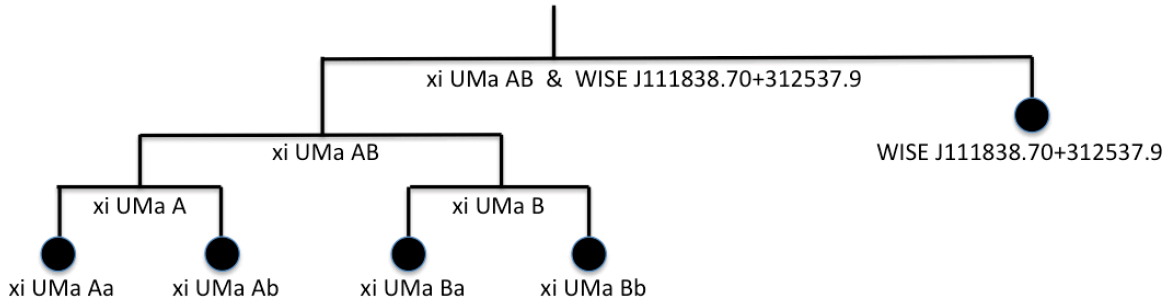 xi UMa AB & WISE J111838.70+312537.9
xi UMa AB
WISE J111838.70+312537.9
xi UMa A
xi UMa B
xi UMa Aa
xi UMa Ab
xi UMa Ba
xi UMa Bb